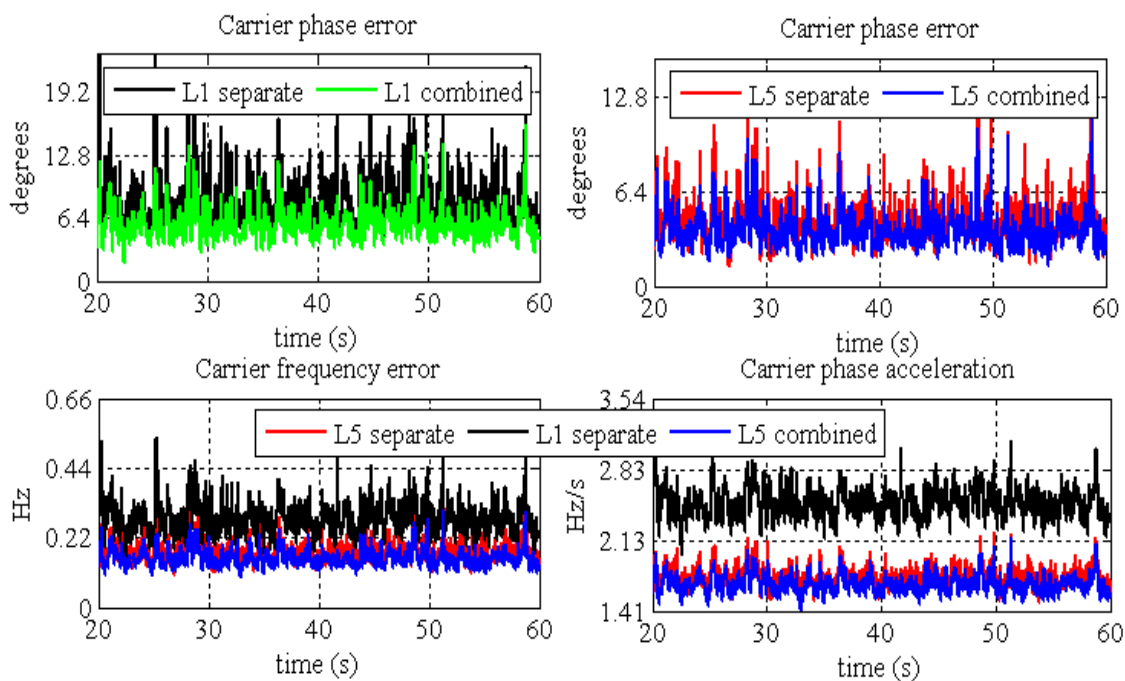 Carrier phase error
L1 separate L1 combined
degrees
19.2
12.8
6.4
0
20 30 40 50 60
time (s)
Carrier phase error
L5 separate L5 combined
degrees
12.8
6.4
0
20 30 40 50 60
time (s)
Carrier frequency error
Carrier phase acceleration
L5 separate L1 separate L5 combined
Hz
0.66
0.44
0.22
0
20 30 40 50 60
time (s)
Hz/s
3.54
2.83
2.13
1.41
20 30 40 50 60
time (s)